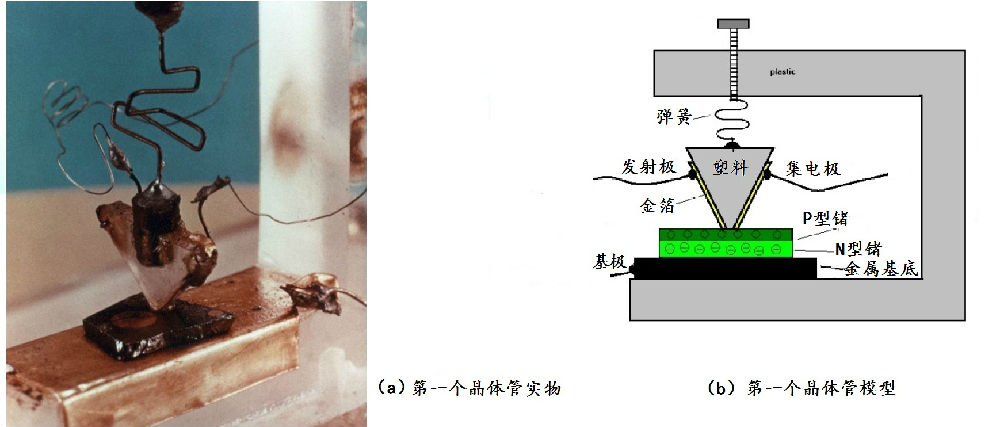 plastic
弹簧
发射极
塑料
集电极
金箔
P型锗
N型锗
基极
金属基底
(a)第一个晶体管实物
(b) 第一个晶体管模型